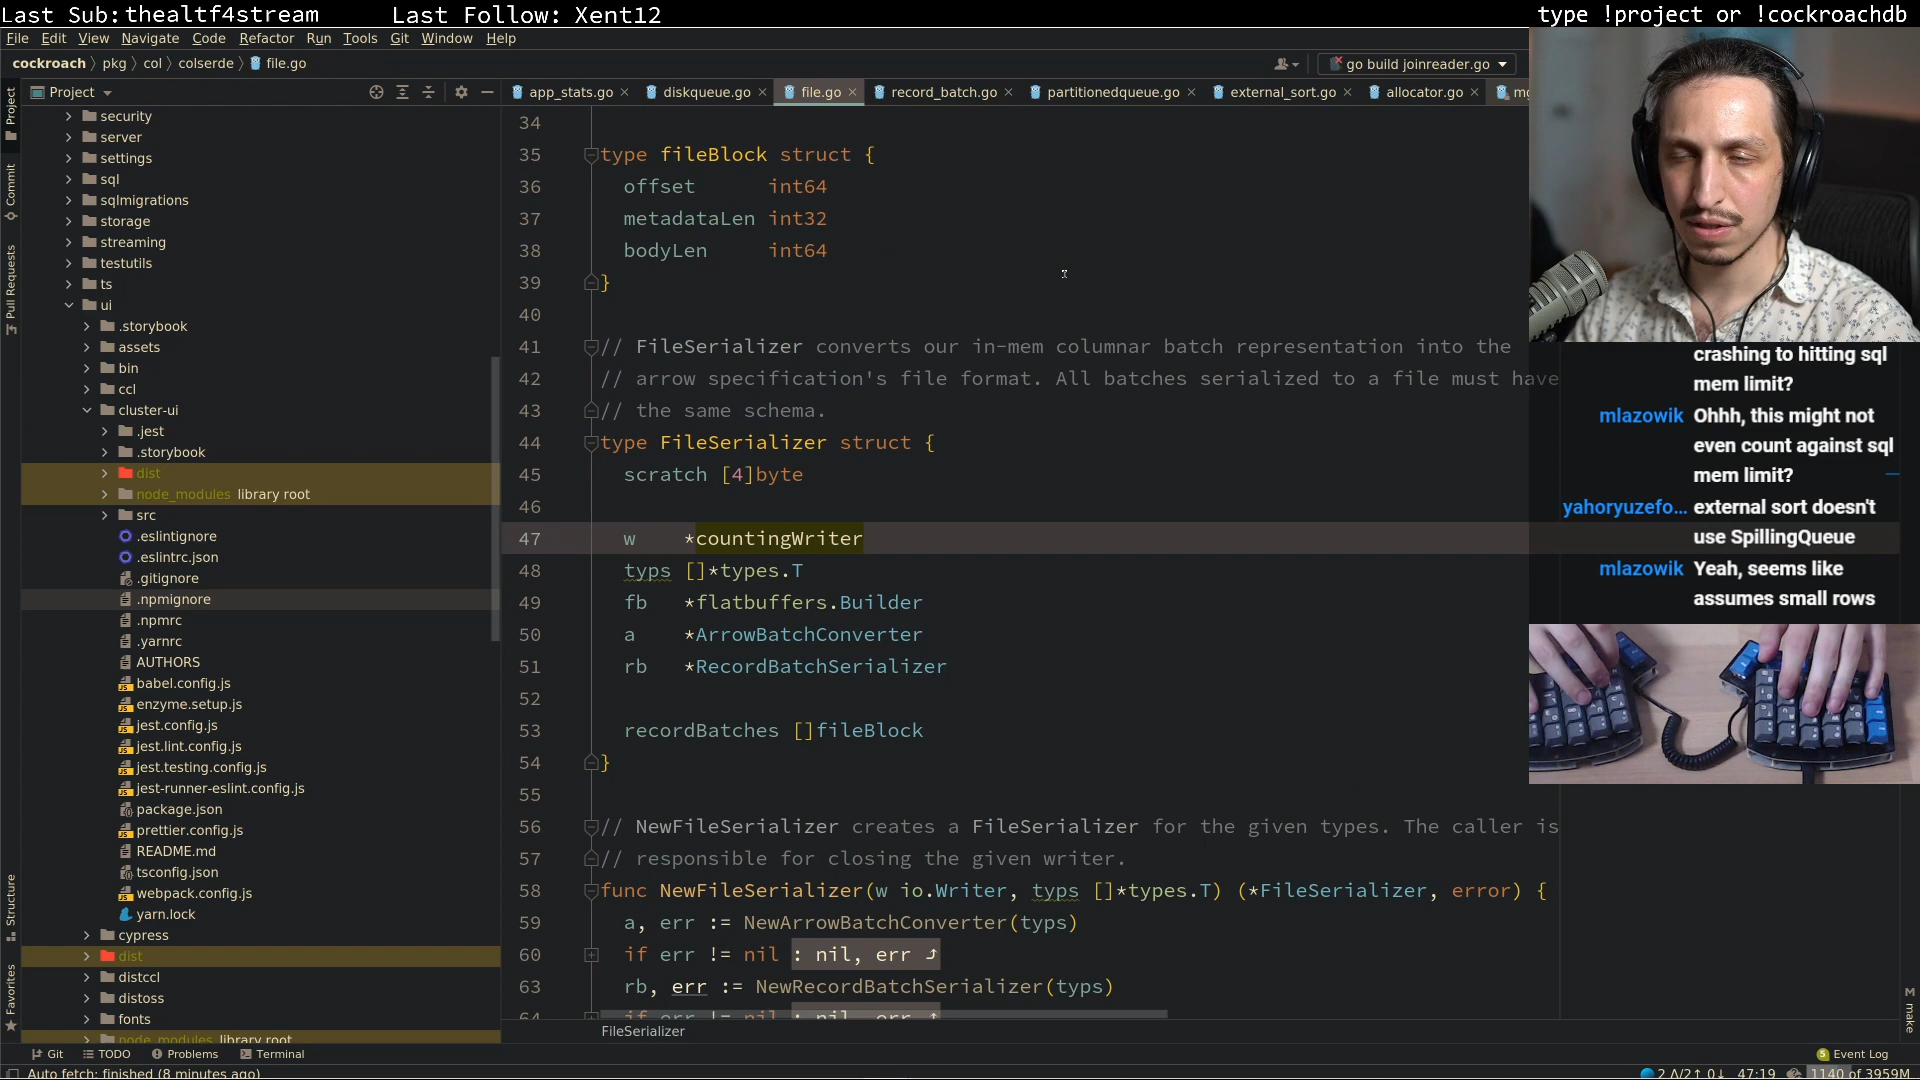 Last Sub:thealtf4stream
Last Follow: Xent12
type !project or !cockroachdb
File Edit View Navigate Code Refactor Run Tools Git Window Help
cockroach pkg col colserde file.go
go build joinreader.go
Project
app_stats.go
diskqueue.go
file.go
record_batch.go
partitionedqueue.go
external_sort.go
allocator.go
Project
Commit
Pull Requests
Structure
Favorites
security
server
settings
sql
sqlmigrations
storage
streaming
testutils
ts
ui
.storybook
assets
bin
ccl
cluster-ui
.jest
.storybook
dist
node_modules library root
src
.eslintignore
.eslintrc.json
.gitignore
.npmignore
.npmrc
.yarnrc
AUTHORS
babel.config.js
enzyme.setup.js
jest.config.js
jest.lint.config.js
jest.testing.config.js
jest-runner-eslint.config.js
package.json
prettier.config.js
README.md
tsconfig.json
webpack.config.js
yarn.lock
cypress
dist
distccl
distoss
fonts
node_modules library root
34
35 type fileBlock struct {
36 offset int64
37 metadataLen int32
38 bodyLen int64
39 }
40
41 // FileSerializer converts our in-mem columnar batch representation into the
42 // arrow specification's file format. All batches serialized to a file must have
43 // the same schema.
44 type FileSerializer struct {
45 scratch [4]byte
46
47 w *countingWriter
48 typs []*types.T
49 fb *flatbuffers.Builder
50 a *ArrowBatchConverter
51 rb *RecordBatchSerializer
52
53 recordBatches []fileBlock
54 }
55
56 // NewFileSerializer creates a FileSerializer for the given types. The caller is
57 // responsible for closing the given writer.
58 func NewFileSerializer(w io.Writer, typs []*types.T) (*FileSerializer, error) {
59 a, err := NewArrowBatchConverter(typs)
60 if err != nil : nil, err
63 rb, err := NewRecordBatchSerializer(typs)
64 if err != nil : nil, err
FileSerializer
crashing to hitting sql
mem limit?
mlazowik Ohhh, this might not
even count against sql
mem limit?
yahoryuzefo... external sort doesn't
use SpillingQueue
mlazowik Yeah, seems like
assumes small rows
make
Git TODO Problems Terminal
5 Event Log
Auto fetch: finished (8 minutes ago)
47:19
1140 of 3959M